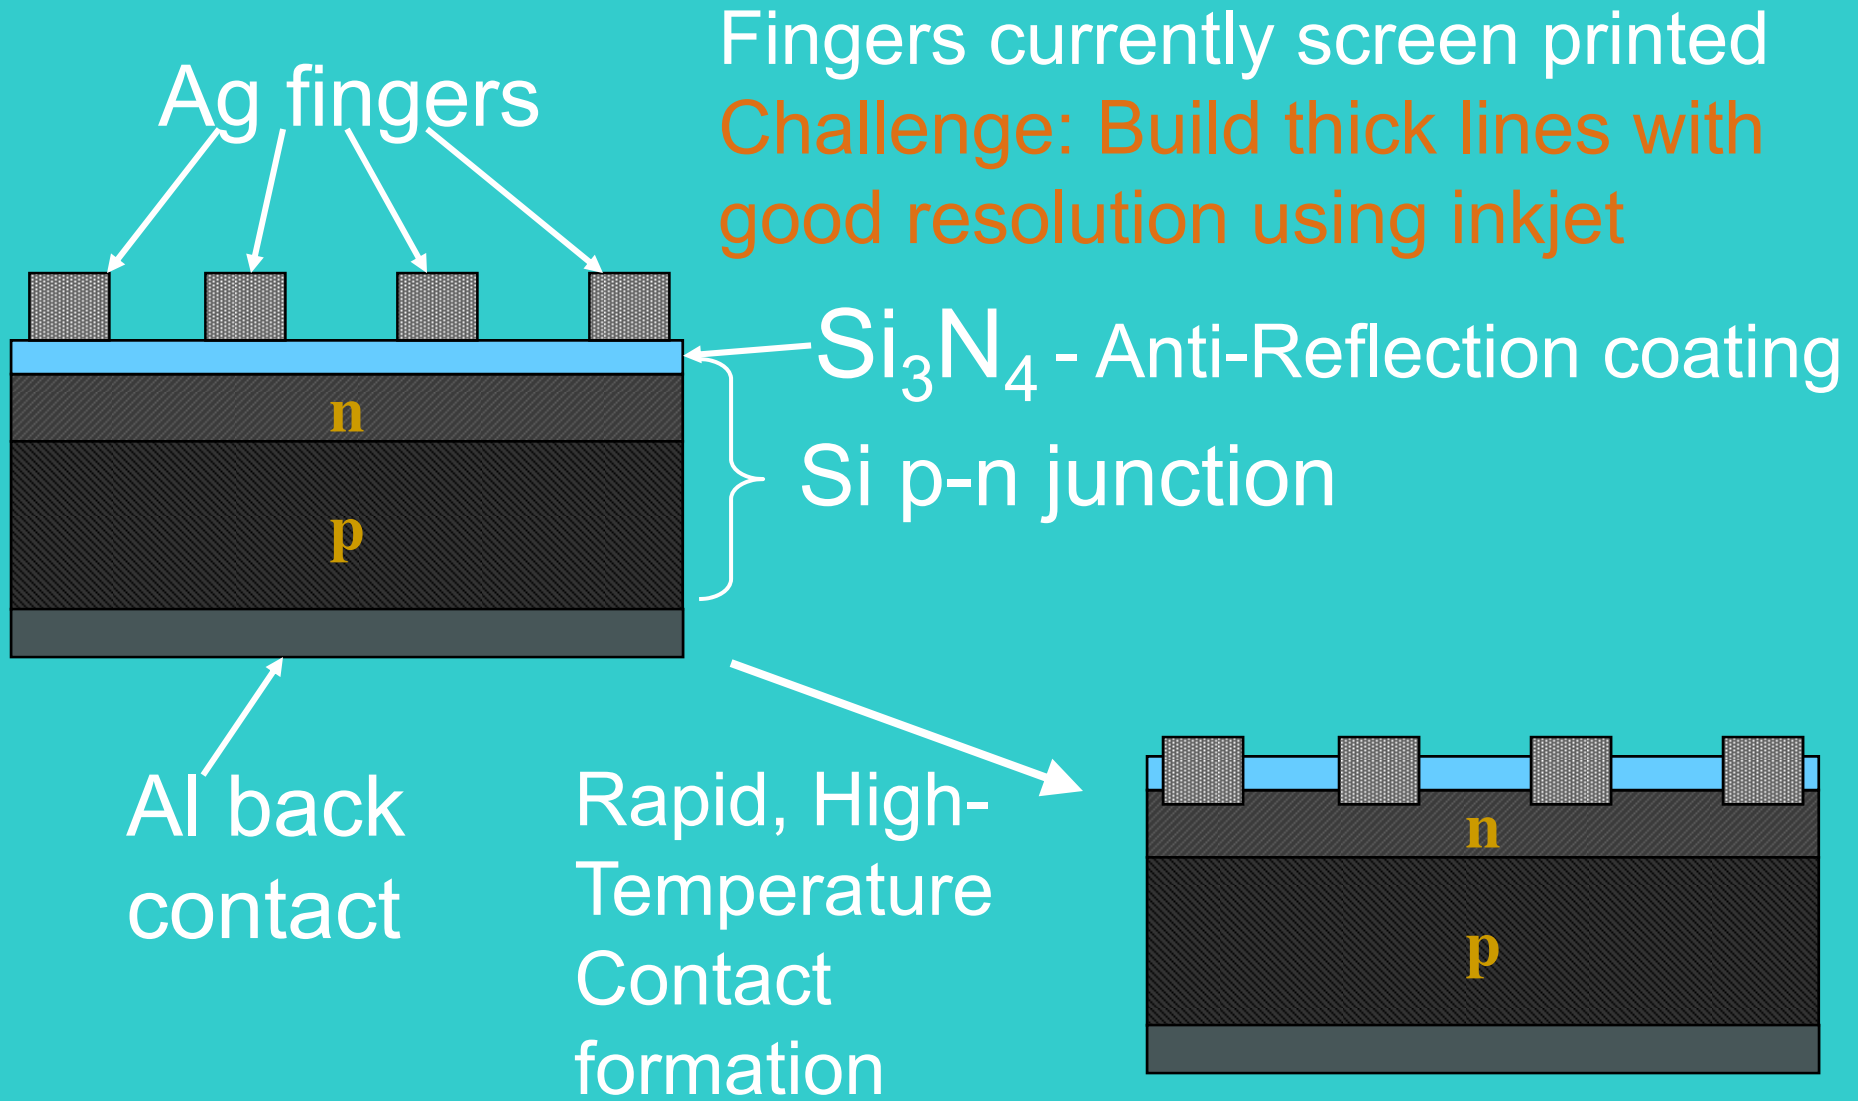 Fingers currently screen printed
Challenge: Build thick lines with
good resolution using inkjet
Ag fingers
Si₃N₄ - Anti-Reflection coating
n
Si p-n junction
p
Al back
contact
Rapid, High-
Temperature
Contact
formation
n
p